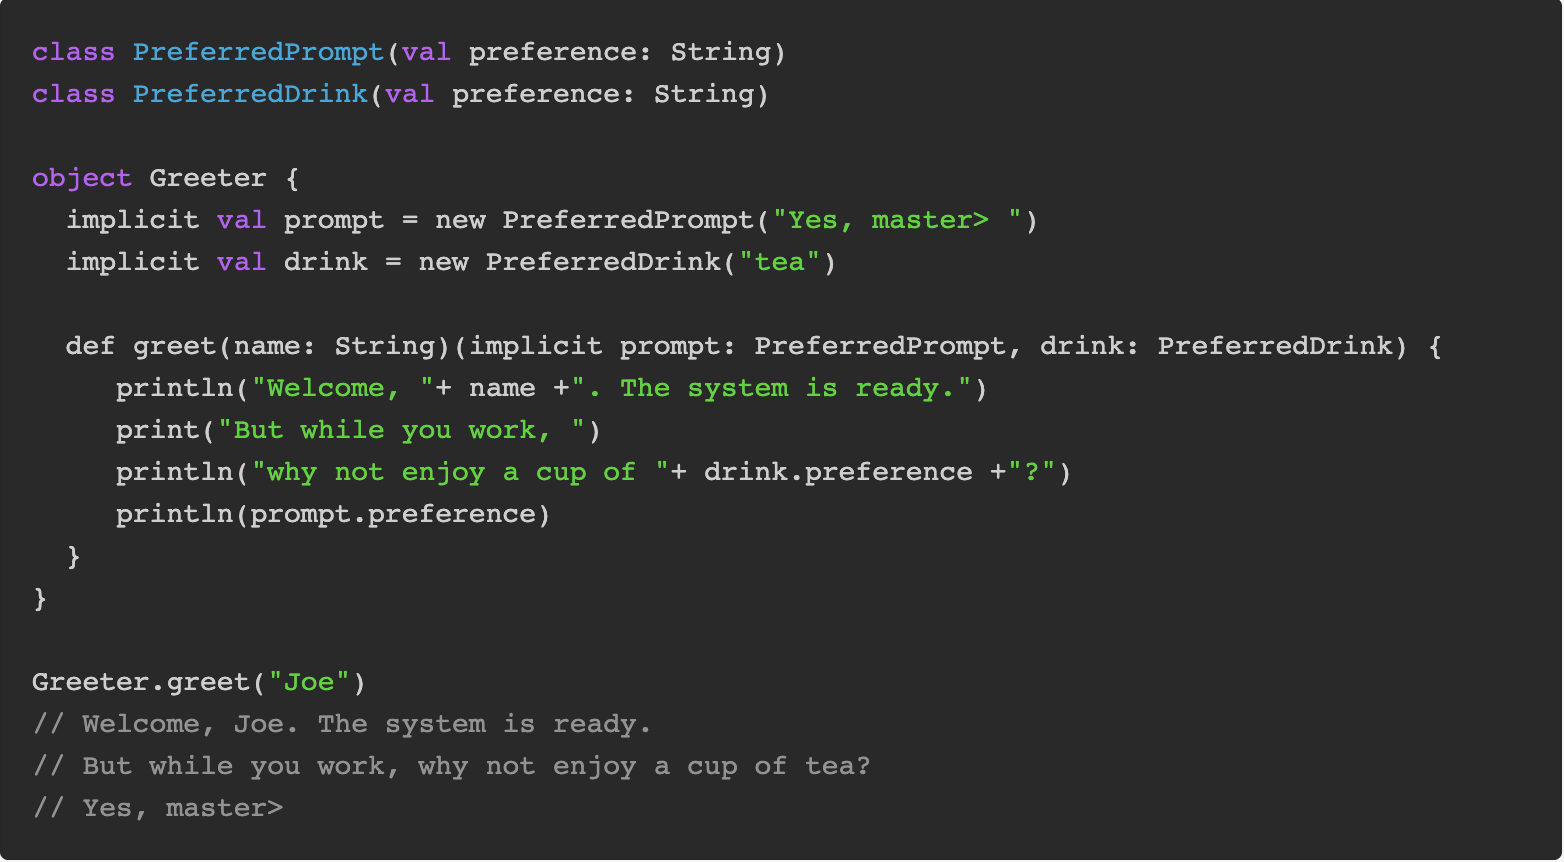 class PreferredPrompt(val preference: String)
class PreferredDrink(val preference: String)

object Greeter {
  implicit val prompt = new PreferredPrompt("Yes, master> ")
  implicit val drink = new PreferredDrink("tea")

  def greet(name: String)(implicit prompt: PreferredPrompt, drink: PreferredDrink) {
     println("Welcome, "+ name +". The system is ready.")
     print("But while you work, ")
     println("why not enjoy a cup of "+ drink.preference +"?")
     println(prompt.preference)
  }
}

Greeter.greet("Joe")
// Welcome, Joe. The system is ready.
// But while you work, why not enjoy a cup of tea?
// Yes, master>